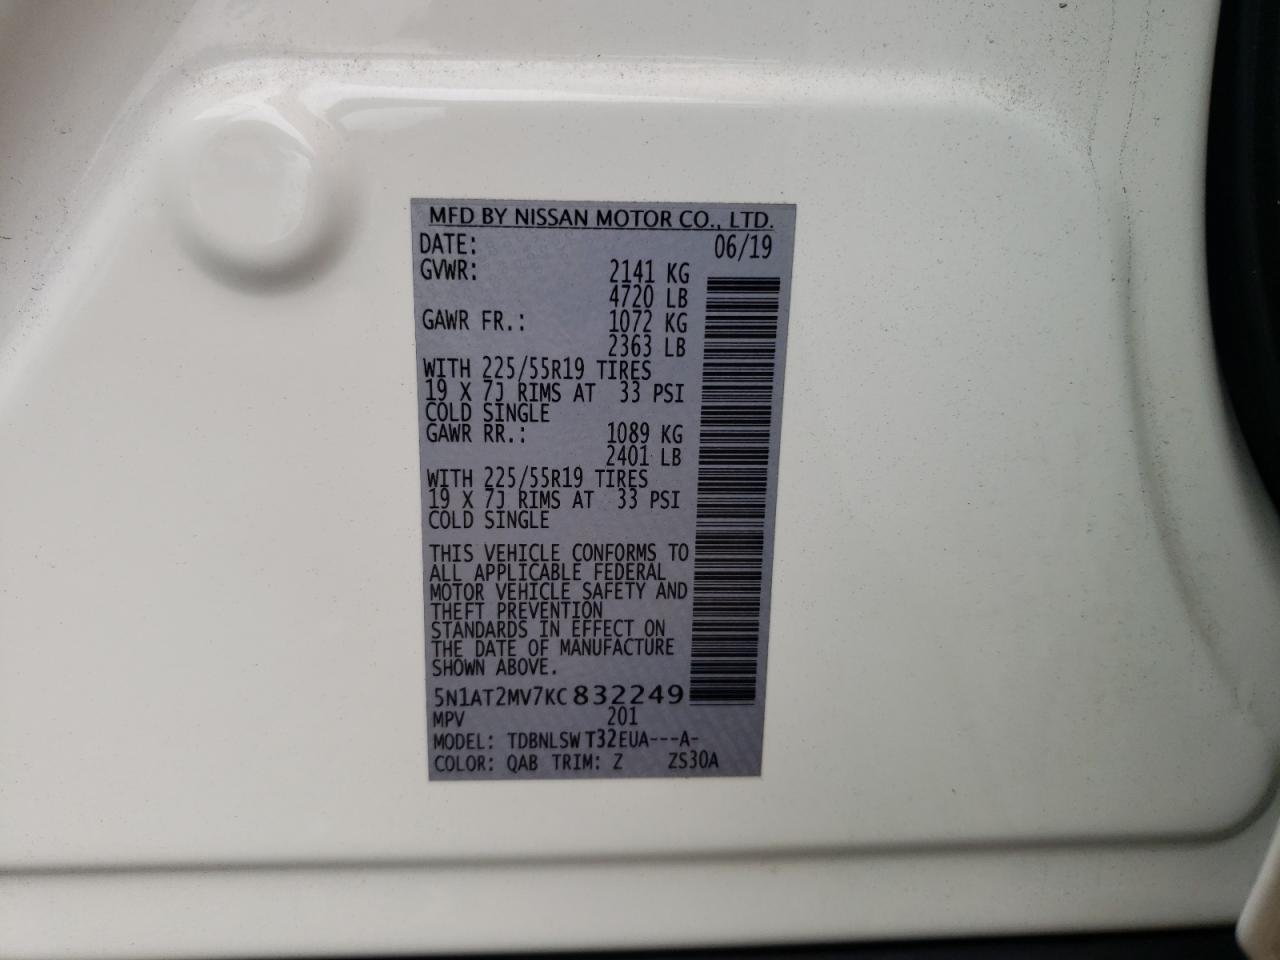 MFD BY NISSAN MOTOR CO., LTD.
DATE: 06/19
GVWR: 2141 KG
4720 LB
GAWR FR.: 1072 KG
2363 LB
WITH 225/55R19 TIRES
19 X 7J RIMS AT 33 PSI
COLD SINGLE
GAWR RR.: 1089 KG
2401 LB
WITH 225/55R19 TIRES
19 X 7J RIMS AT 33 PSI
COLD SINGLE
THIS VEHICLE CONFORMS TO
ALL APPLICABLE FEDERAL
MOTOR VEHICLE SAFETY AND
THEFT PREVENTION
STANDARDS IN EFFECT ON
THE DATE OF MANUFACTURE
SHOWN ABOVE.
5N1AT2MV7KC832249
MPV 201
MODEL: TDBNLSW T32EUA---A-
COLOR: QAB TRIM: Z ZS30A